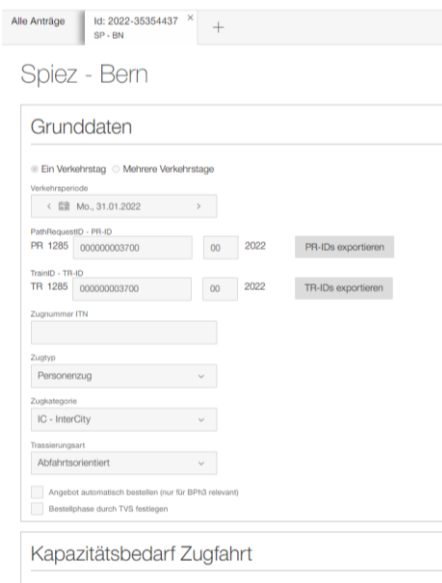 Alle Anträge
Id: 2022-35354437 ×
SP - BN
+
Spiez - Bern
Grunddaten
Ein Verkehrstag Mehrere Verkehrstage
Verkehrsperiode
< Mo., 31.01.2022 >
PathRequestID - PR-ID
PR 1285 000000003700 00 2022 PR-IDs exportieren
TrainID - TR-ID
TR 1285 000000003700 00 2022 TR-IDs exportieren
Zugnummer ITN
Zugtyp
Personenzug
Zugkategorie
IC - InterCity
Trassierungsart
Abfahrtsorientiert
Angebot automatisch bestellen (nur für BPh3 relevant)
Bestellphase durch TVS festlegen
Kapazitätsbedarf Zugfahrt